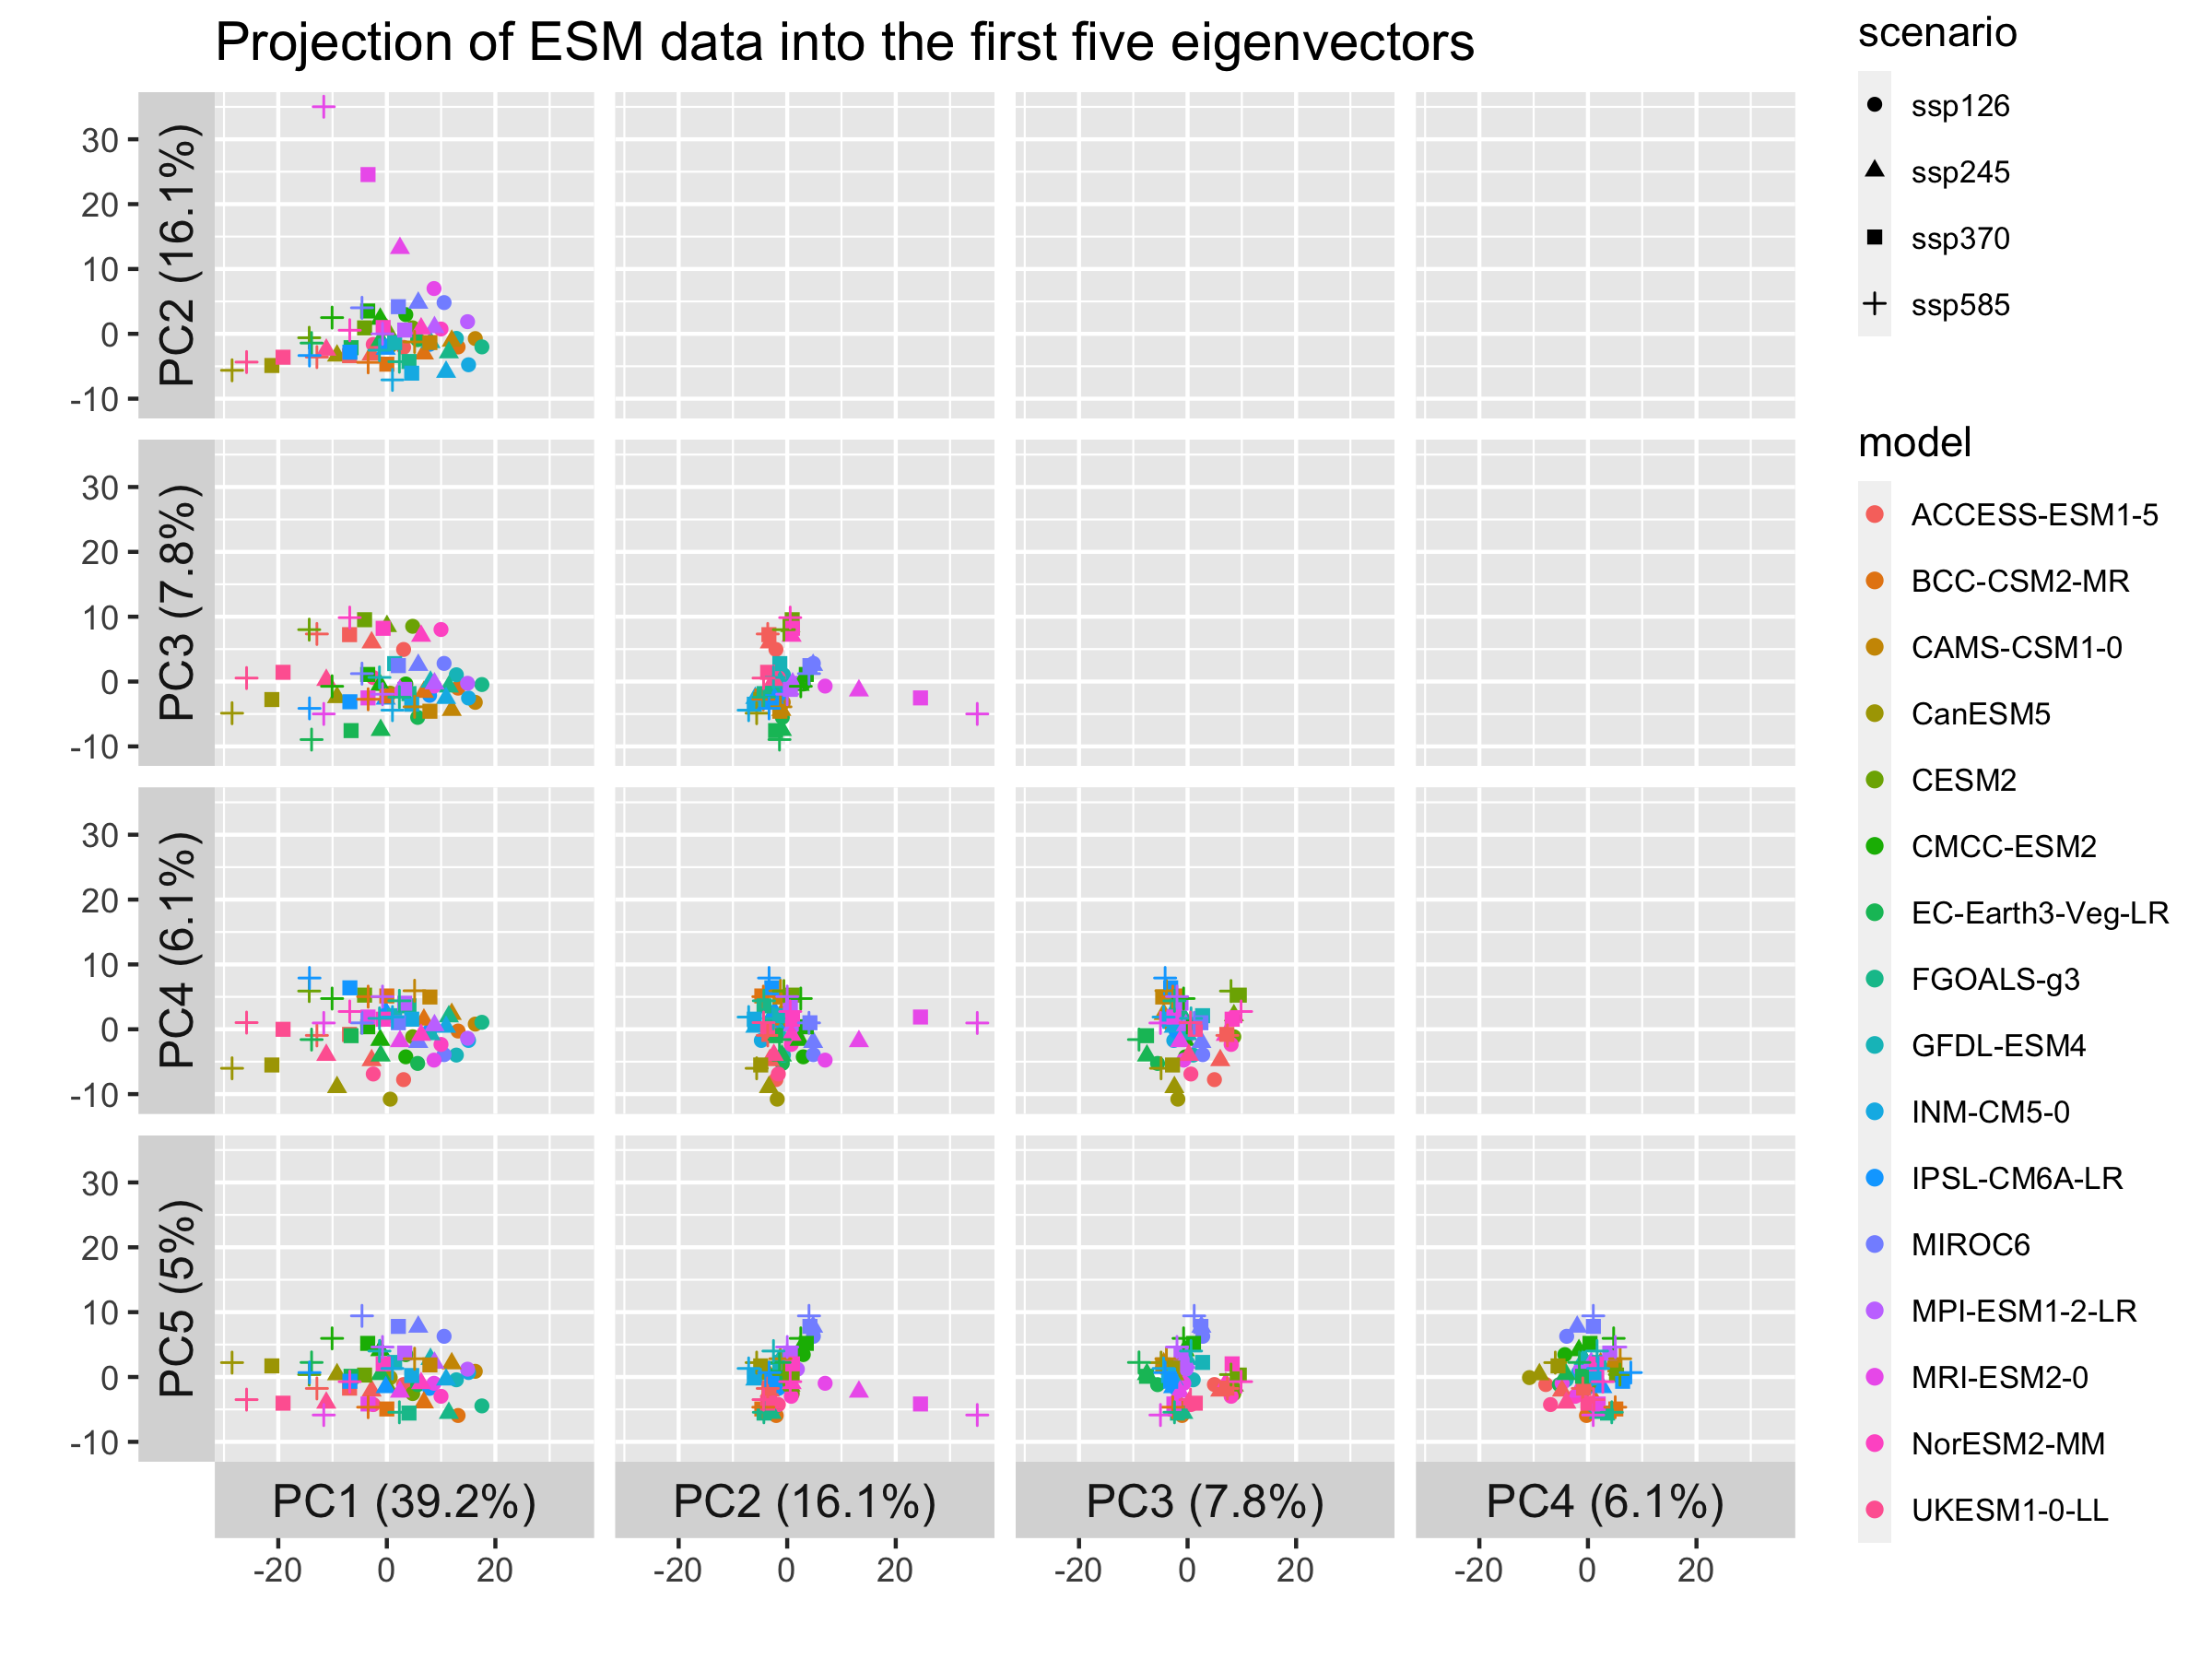 Projection of ESM data into the first five eigenvectors
PC2 (16.1%)
30
20
10
0
-10
PC3 (7.8%)
30
20
10
0
-10
PC4 (6.1%)
30
20
10
0
-10
PC5 (5%)
30
20
10
0
-10
PC1 (39.2%)
PC2 (16.1%)
PC3 (7.8%)
PC4 (6.1%)
-20 0 20
-20 0 20
-20 0 20
-20 0 20
scenario
ssp126
ssp245
ssp370
ssp585
model
ACCESS-ESM1-5
BCC-CSM2-MR
CAMS-CSM1-0
CanESM5
CESM2
CMCC-ESM2
EC-Earth3-Veg-LR
FGOALS-g3
GFDL-ESM4
INM-CM5-0
IPSL-CM6A-LR
MIROC6
MPI-ESM1-2-LR
MRI-ESM2-0
NorESM2-MM
UKESM1-0-LL